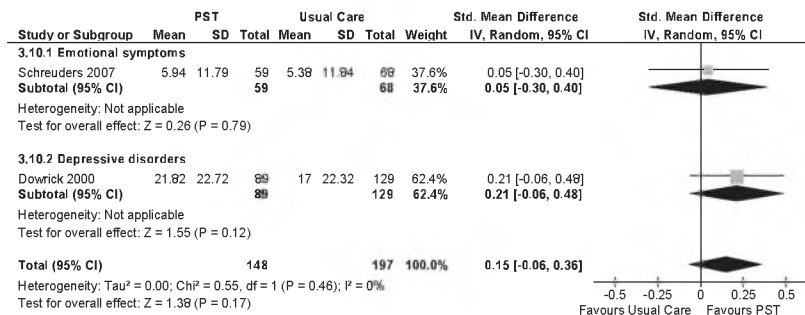 PST Usual Care Std. Mean Difference Std. Mean Difference
Study or Subgroup Mean SD Total Mean SD Total Weight IV, Random, 95% CI IV, Random, 95% CI
3.10.1 Emotional symptoms
Schreuders 2007 5.94 11.79 59 5.38 11.94 68 37.6% 0.05 [-0.30, 0.40]
Subtotal (95% CI) 59 68 37.6% 0.05 [-0.30, 0.40]
Heterogeneity: Not applicable
Test for overall effect: Z = 0.26 (P = 0.79)
3.10.2 Depressive disorders
Dowrick 2000 21.82 22.72 89 17 22.32 129 62.4% 0.21 [-0.06, 0.48]
Subtotal (95% CI) 89 129 62.4% 0.21 [-0.06, 0.48]
Heterogeneity: Not applicable
Test for overall effect: Z = 1.55 (P = 0.12)
Total (95% CI) 148 197 100.0% 0.15 [-0.06, 0.36]
Heterogeneity: Tau² = 0.00; Chi² = 0.55, df = 1 (P = 0.46); I² = 0%
Test for overall effect: Z = 1.38 (P = 0.17)
-0.5 -0.25 0 0.25 0.5
Favours Usual Care Favours PST